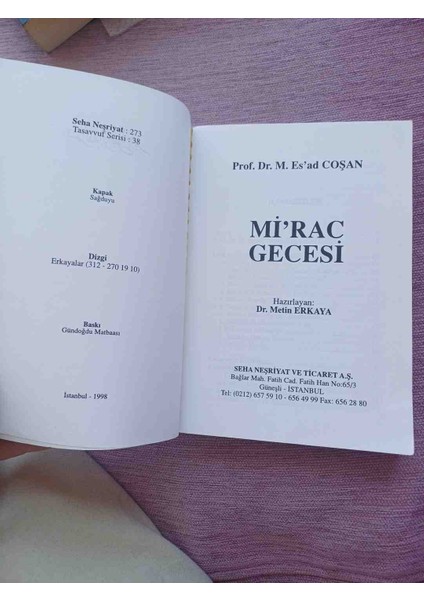 Seha Neşriyat : 273
Tasavvuf Serisi : 38
Kapak
Sağduyu
Dizgi
Erkayalar (312 - 270 19 10)
Baskı
Gündoğdu Matbaası
İstanbul - 1998
Prof. Dr. M. Es'ad COŞAN
Mİ'RAC
GECESİ
Hazırlayan:
Dr. Metin ERKAYA
SEHA NEŞRİYAT VE TİCARET A.Ş.
Bağlar Mah. Fatih Cad. Fatih Han No:65/3
Güneşli - İSTANBUL
Tel: (0212) 657 59 10 - 656 49 99 Fax: 656 28 80